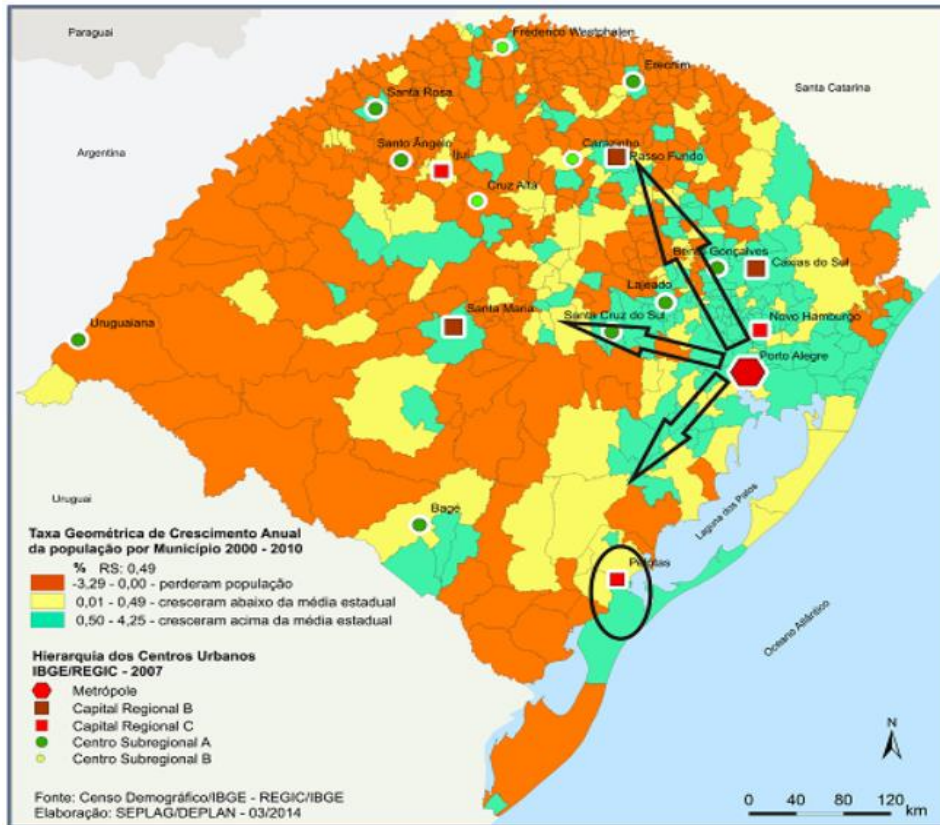 Paraguai
Frederico Westphalen
Erechim
Santa Catarina
Santa Rosa
Argentina
Santo Ângelo
Ijuí
Carazinho
Passo Fundo
Cruz Alta
Bento Gonçalves
Caxias do Sul
Lajeado
Santa Maria
Santa Cruz do Sul
Novo Hamburgo
Uruguaiana
Porto Alegre
Uruguai
Bagé
Laguna dos Patos
Pelotas
Oceano Atlântico
Taxa Geométrica de Crescimento Anual
da população por Município 2000 - 2010
% RS: 0,49
-3,29 - 0,00 - perderam população
0,01 - 0,49 - cresceram abaixo da média estadual
0,50 - 4,25 - cresceram acima da média estadual
Hierarquia dos Centros Urbanos
IBGE/REGIC - 2007
Metrópole
Capital Regional B
Capital Regional C
Centro Subregional A
Centro Subregional B
Fonte: Censo Demográfico/IBGE - REGIC/IBGE
Elaboração: SEPLAG/DEPLAN - 03/2014
N
0 40 80 120
km